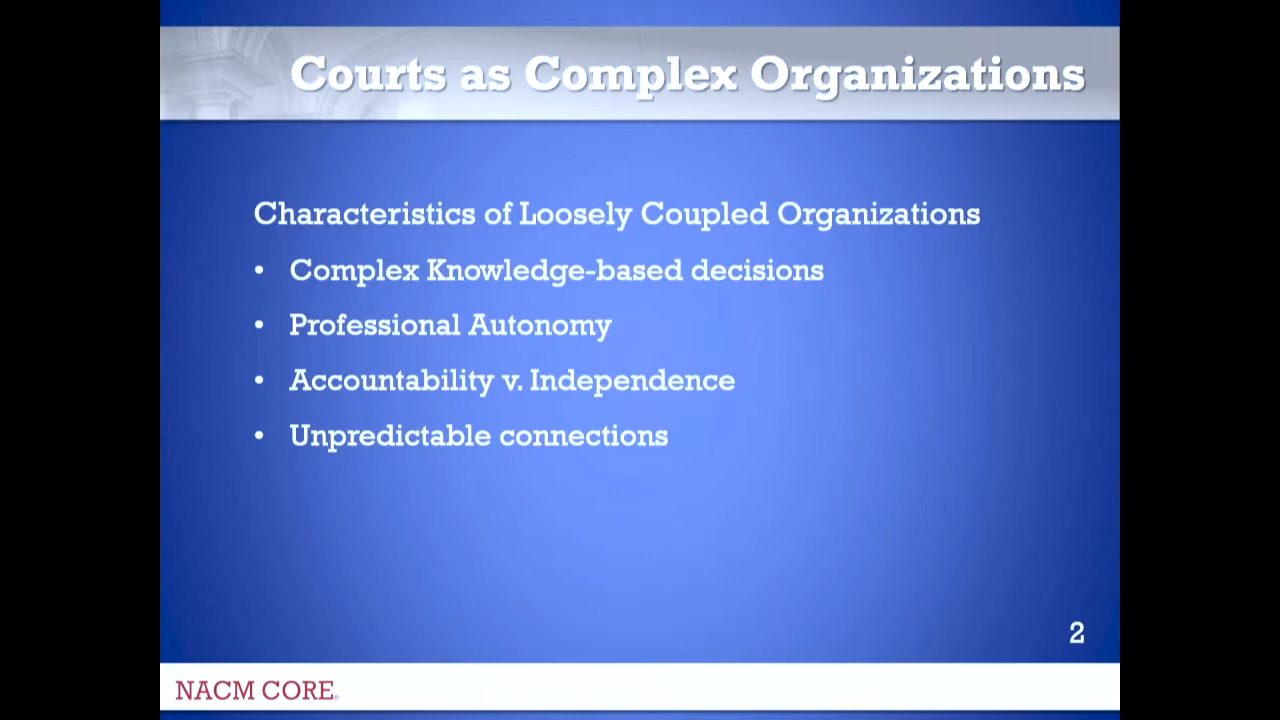 Courts as Complex Organizations
Characteristics of Loosely Coupled Organizations
• Complex Knowledge-based decisions
• Professional Autonomy
• Accountability v. Independence
• Unpredictable connections
2
NACM CORE®